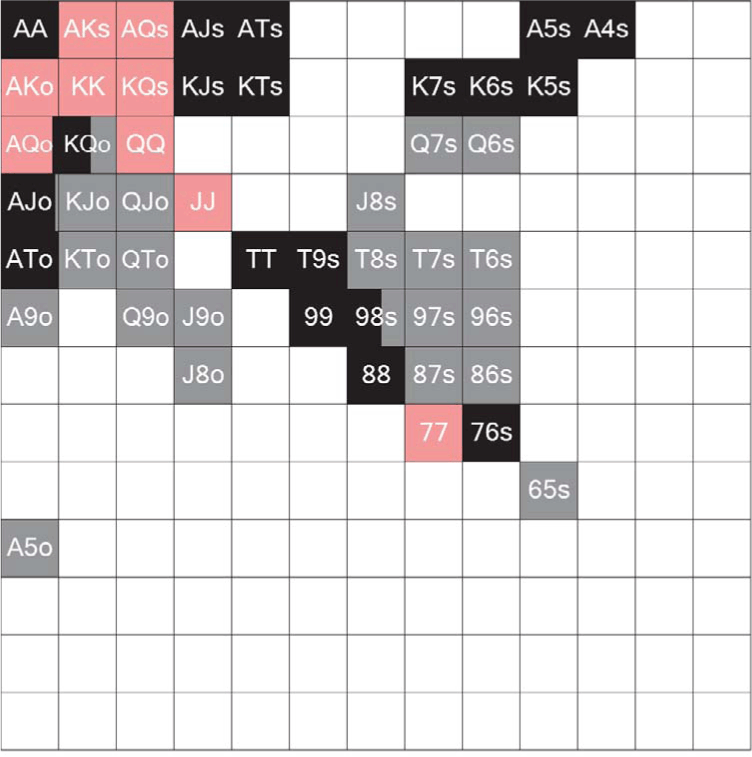 AA AKs AQs AJs ATs A5s A4s
AKo KK KQs KJs KTs K7s K6s K5s
AQo KQo QQ Q7s Q6s
AJo KJo QJo JJ J8s
ATo KTo QTo TT T9s T8s T7s T6s
A9o Q9o J9o 99 98s 97s 96s
J8o 88 87s 86s
77 76s
65s
A5o